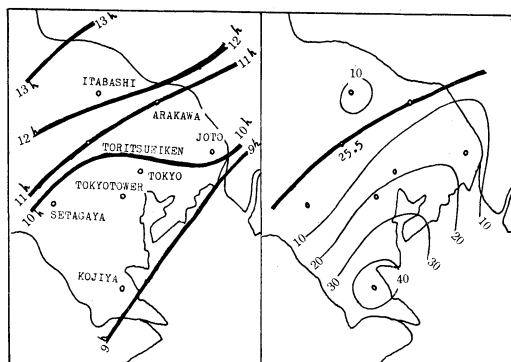 13h
13h
ITABASHI
12h
11h
ARAKAWA
12h
JOTO
10h
9h
TORITSUEIKEN
TOKYO
TOKYOTOWER
11h
10h
SETAGAYA
KOJIYA
9h
10
25.5
10
20
30
10
20
30
40